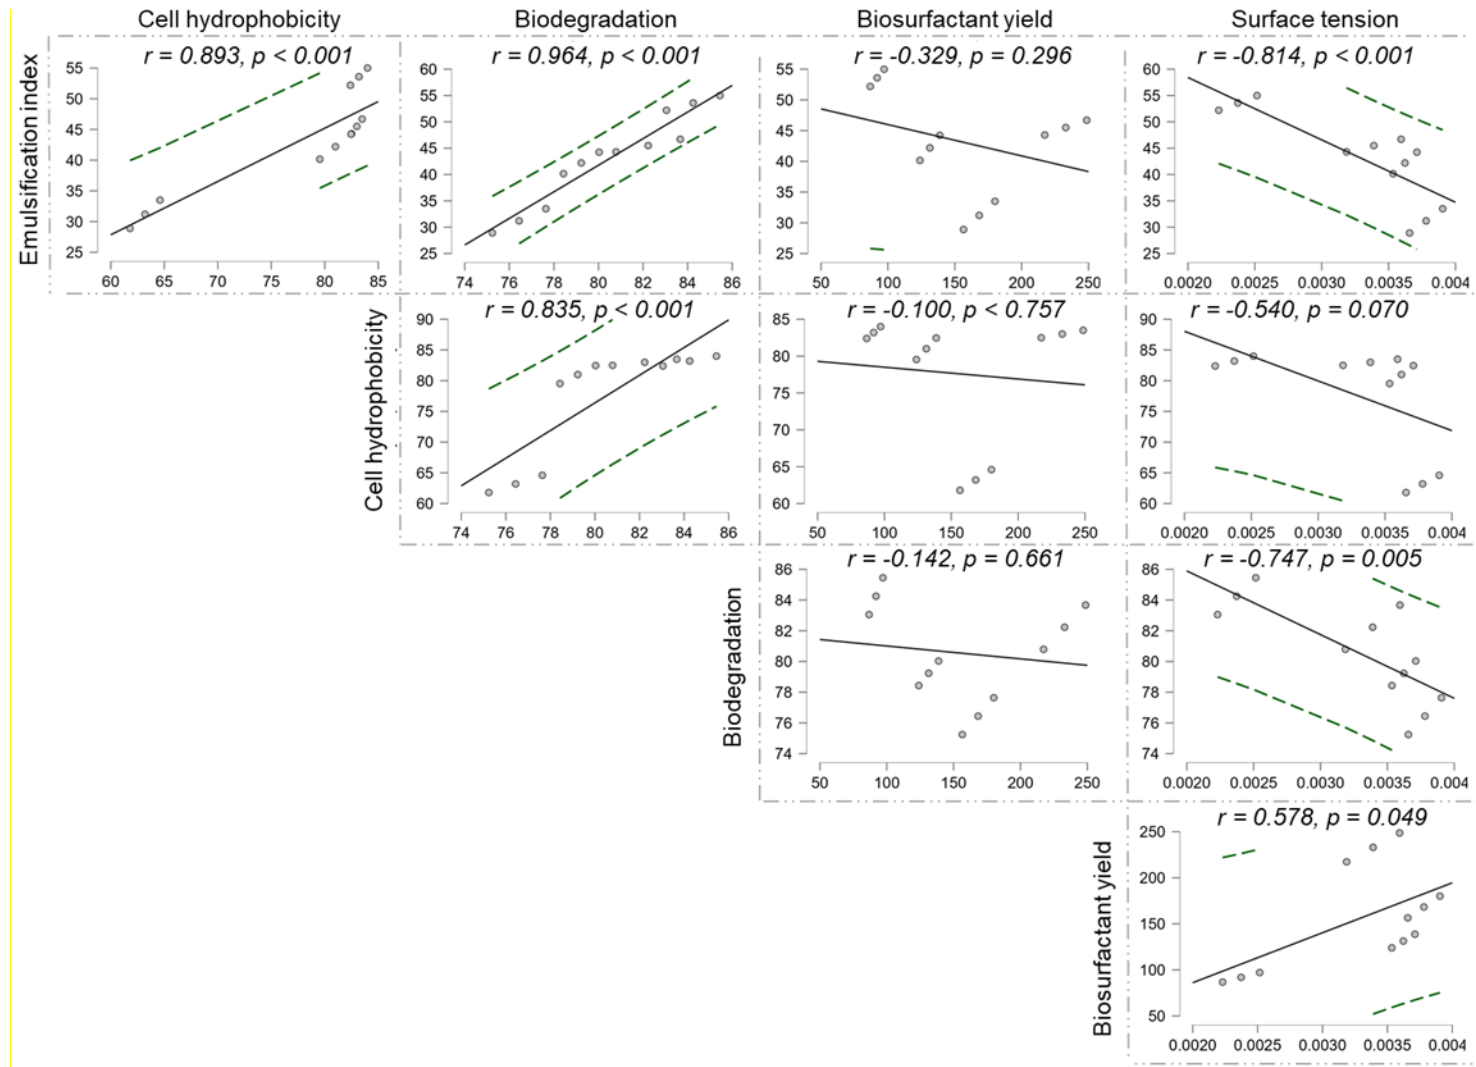 Cell hydrophobicity Biodegradation Biosurfactant yield Surface tension
Emulsification index
r = 0.893, p < 0.001
55
50
45
40
35
30
25
60 65 70 75 80 85
r = 0.964, p < 0.001
60
55
50
45
40
35
30
25
74 76 78 80 82 84 86
r = -0.329, p = 0.296
55
50
45
40
35
30
25
50 100 150 200 250
r = -0.814, p < 0.001
60
55
50
45
40
35
30
25
0.0020 0.0025 0.0030 0.0035 0.004
Cell hydrophobicity
r = 0.835, p < 0.001
90
85
80
75
70
65
60
74 76 78 80 82 84 86
r = -0.100, p < 0.757
85
80
75
70
65
60
50 100 150 200 250
r = -0.540, p = 0.070
90
85
80
75
70
65
60
0.0020 0.0025 0.0030 0.0035 0.004
Biodegradation
r = -0.142, p = 0.661
86
84
82
80
78
76
74
50 100 150 200 250
r = -0.747, p = 0.005
86
84
82
80
78
76
74
0.0020 0.0025 0.0030 0.0035 0.004
Biosurfactant yield
r = 0.578, p = 0.049
250
200
150
100
50
0.0020 0.0025 0.0030 0.0035 0.004